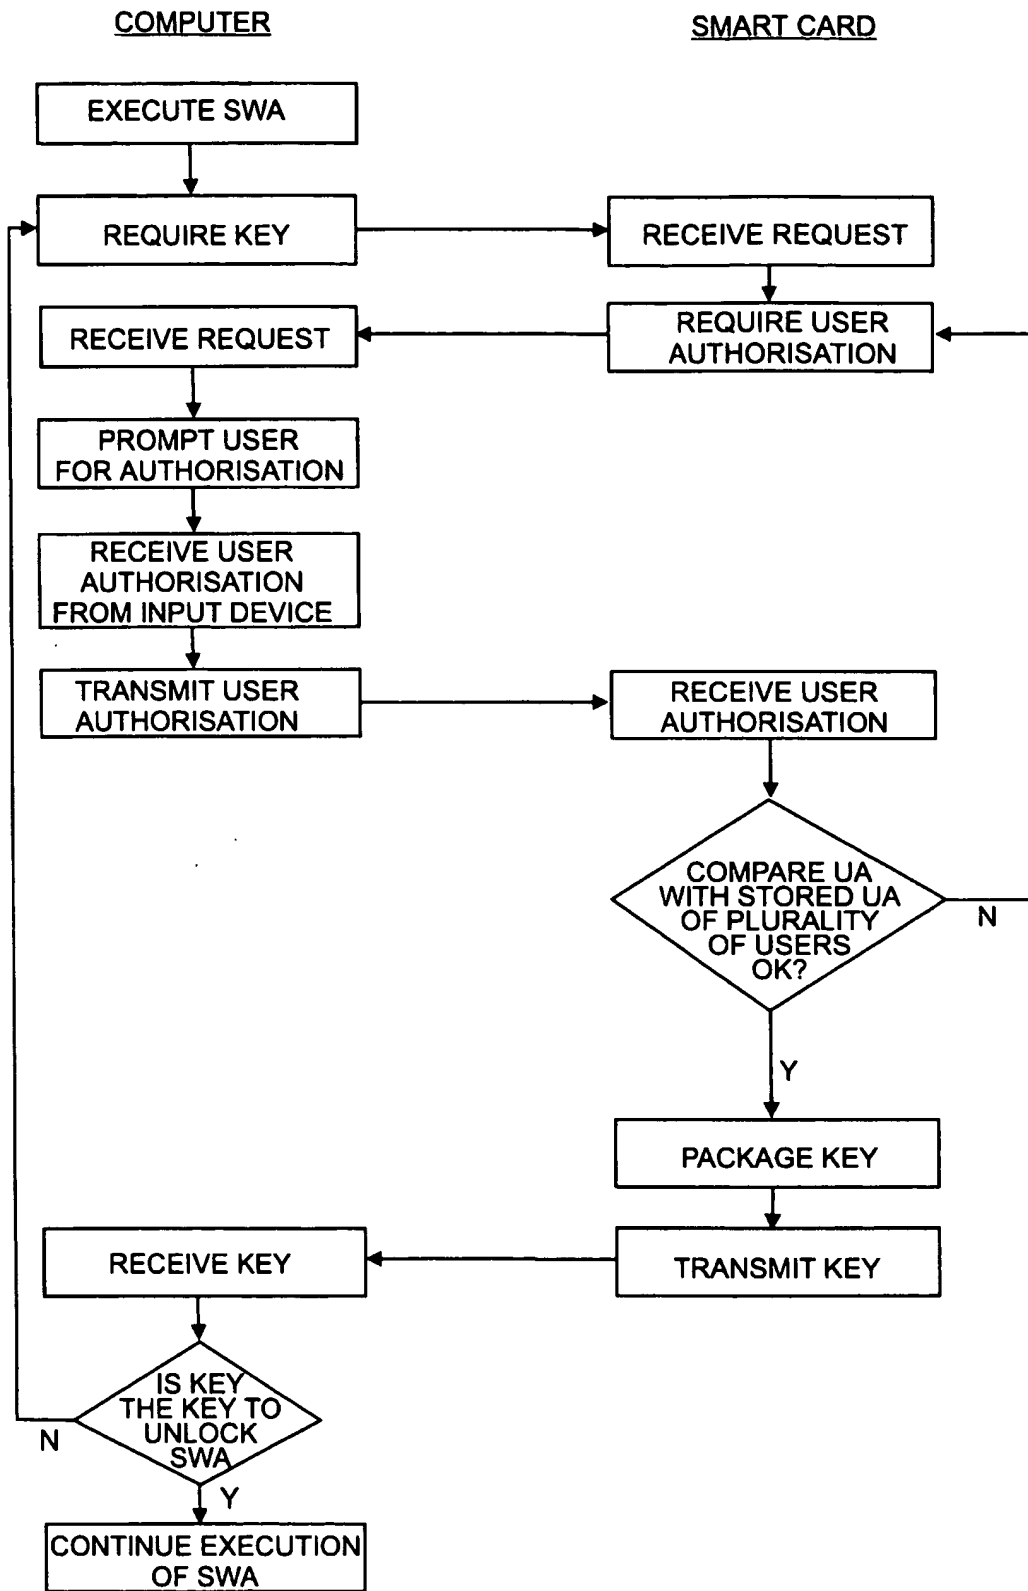 COMPUTER
SMART CARD
EXECUTE SWA
REQUIRE KEY
RECEIVE REQUEST
RECEIVE REQUEST
REQUIRE USER
AUTHORISATION
PROMPT USER
FOR AUTHORISATION
RECEIVE USER
AUTHORISATION
FROM INPUT DEVICE
TRANSMIT USER
AUTHORISATION
RECEIVE USER
AUTHORISATION
COMPARE UA
WITH STORED UA
OF PLURALITY
OF USERS
OK?
N
Y
PACKAGE KEY
RECEIVE KEY
TRANSMIT KEY
IS KEY
THE KEY TO
UNLOCK
SWA
N
Y
CONTINUE EXECUTION
OF SWA